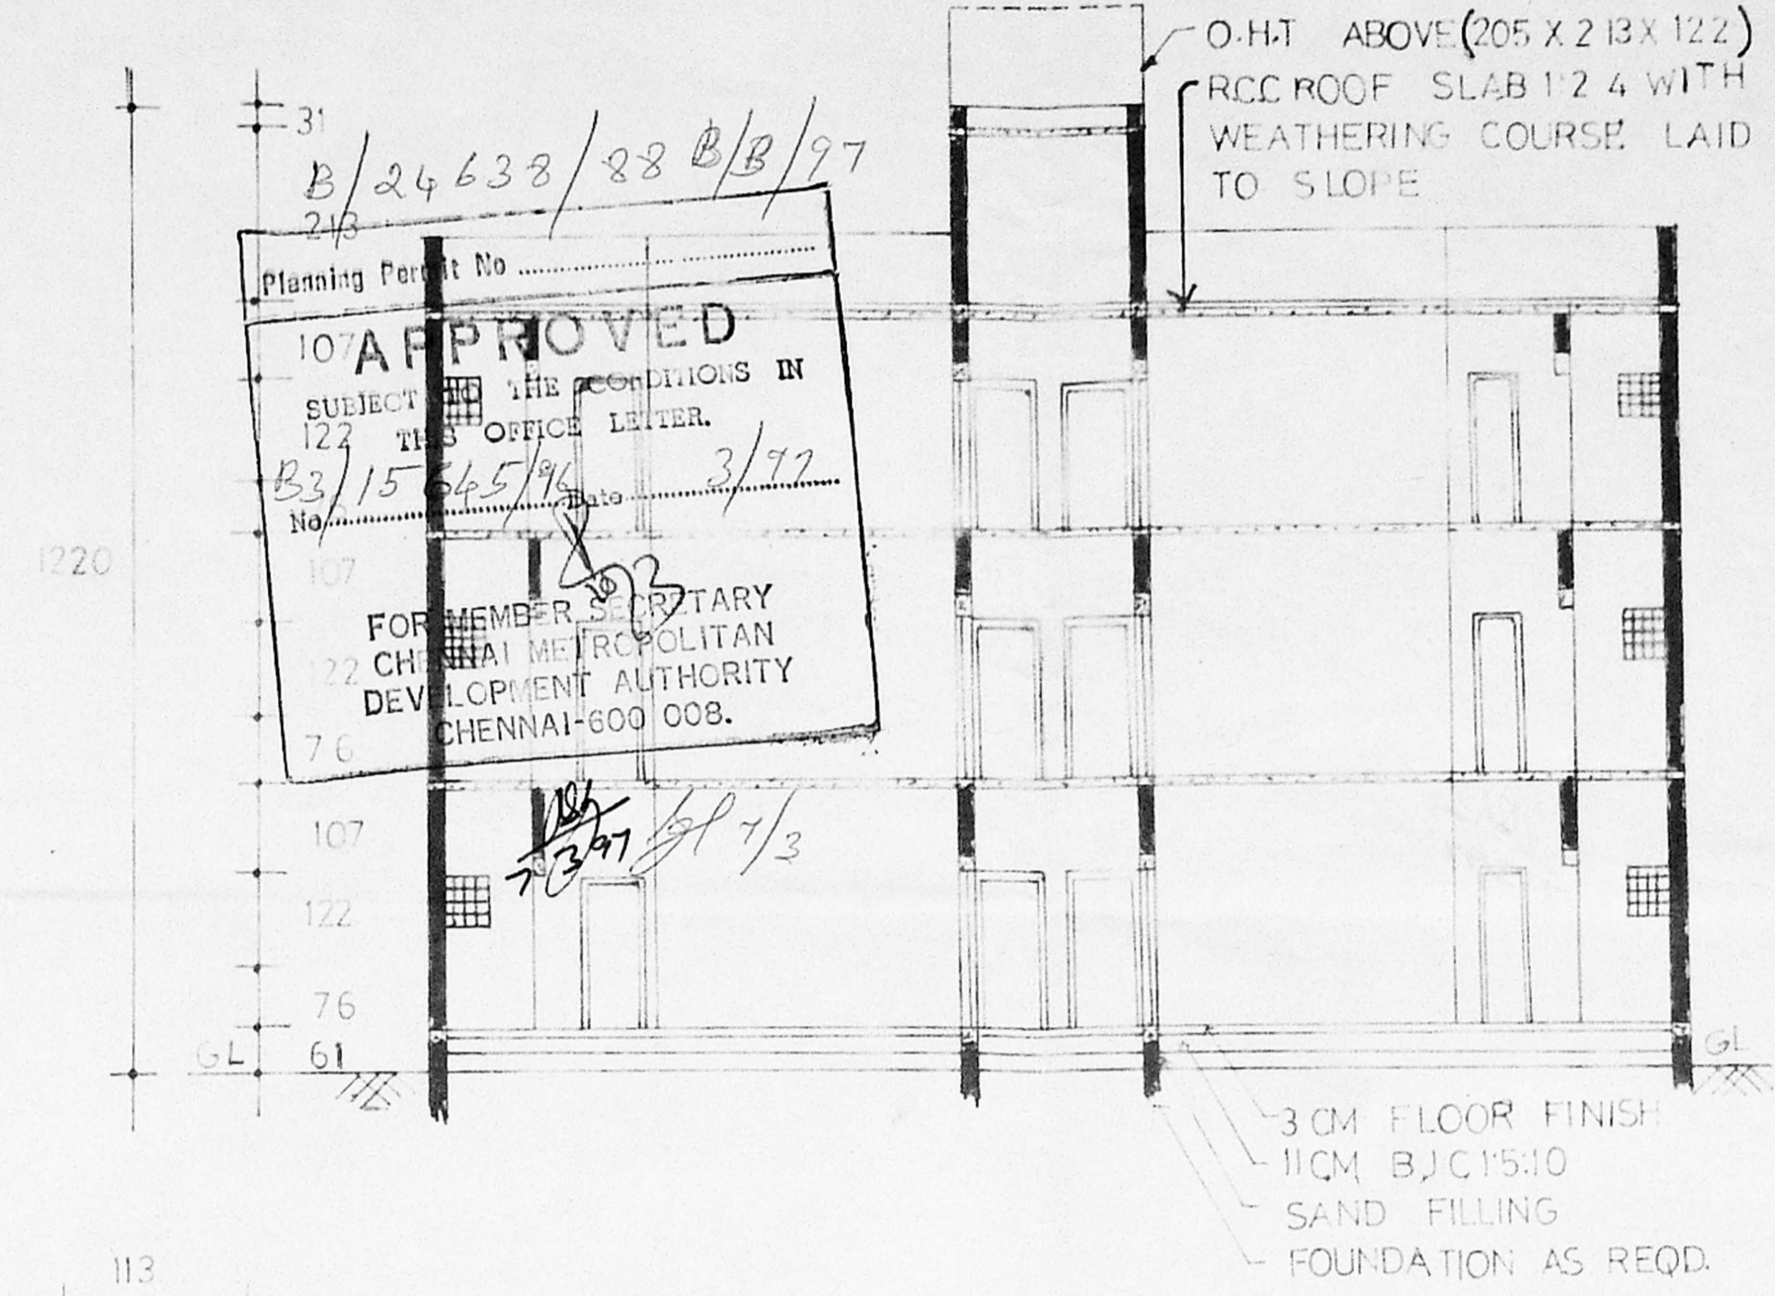 O.H.T ABOVE (205 X 213 X 122)
RCC ROOF SLAB 1:2:4 WITH
WEATHERING COURSE LAID
TO SLOPE
31
B/24638/88 B/B/97
213
Planning Permit No
107
APPROVED
SUBJECT TO THE CONDITIONS IN
122
THIS OFFICE LETTER.
B3/15645/96 3/97
No Date
1220
107
FOR MEMBER SECRETARY
CHENNAI METROPOLITAN
122
DEVELOPMENT AUTHORITY
CHENNAI-600 008.
76
107
7/3/97
7/3
122
76
GL
61
GL
3 CM FLOOR FINISH
11CM B.J.C 1:5:10
SAND FILLING
FOUNDATION AS REQD.
113